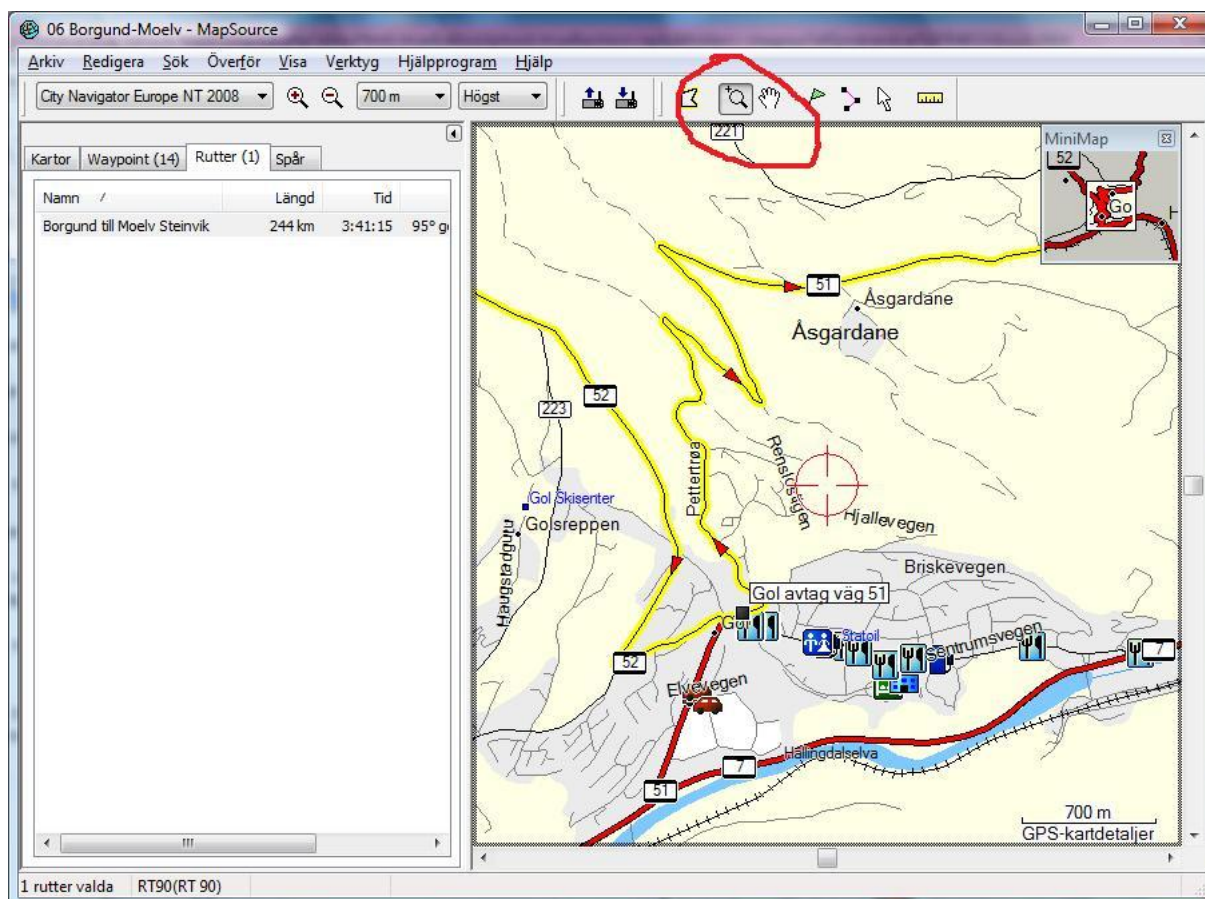 06 Borgund-Moelv - MapSource
Arkiv Redigera Sök Överför Visa Verktyg Hjälpprogram Hjälp
City Navigator Europe NT 2008 700 m Högst
Kartor Waypoint (14) Rutter (1) Spår
Namn / Längd Tid
Borgund till Moelv Steinvik 244 km 3:41:15 95° g
221
MiniMap
52
Go
H
51
Åsgardane
Åsgardane
52
223
Pettertrøa
Renslosägen
Gol Skisenter
Golsreppen
Hjallevegen
Haugstadgutu
Briskevegen
Gol avtag väg 51
Gol
Statoil
Sentrumsvegen
7
52
Elvevegen
Hallingdalselva
7
51
700 m
GPS-kartdetaljer
1 rutter valda RT90(RT 90)